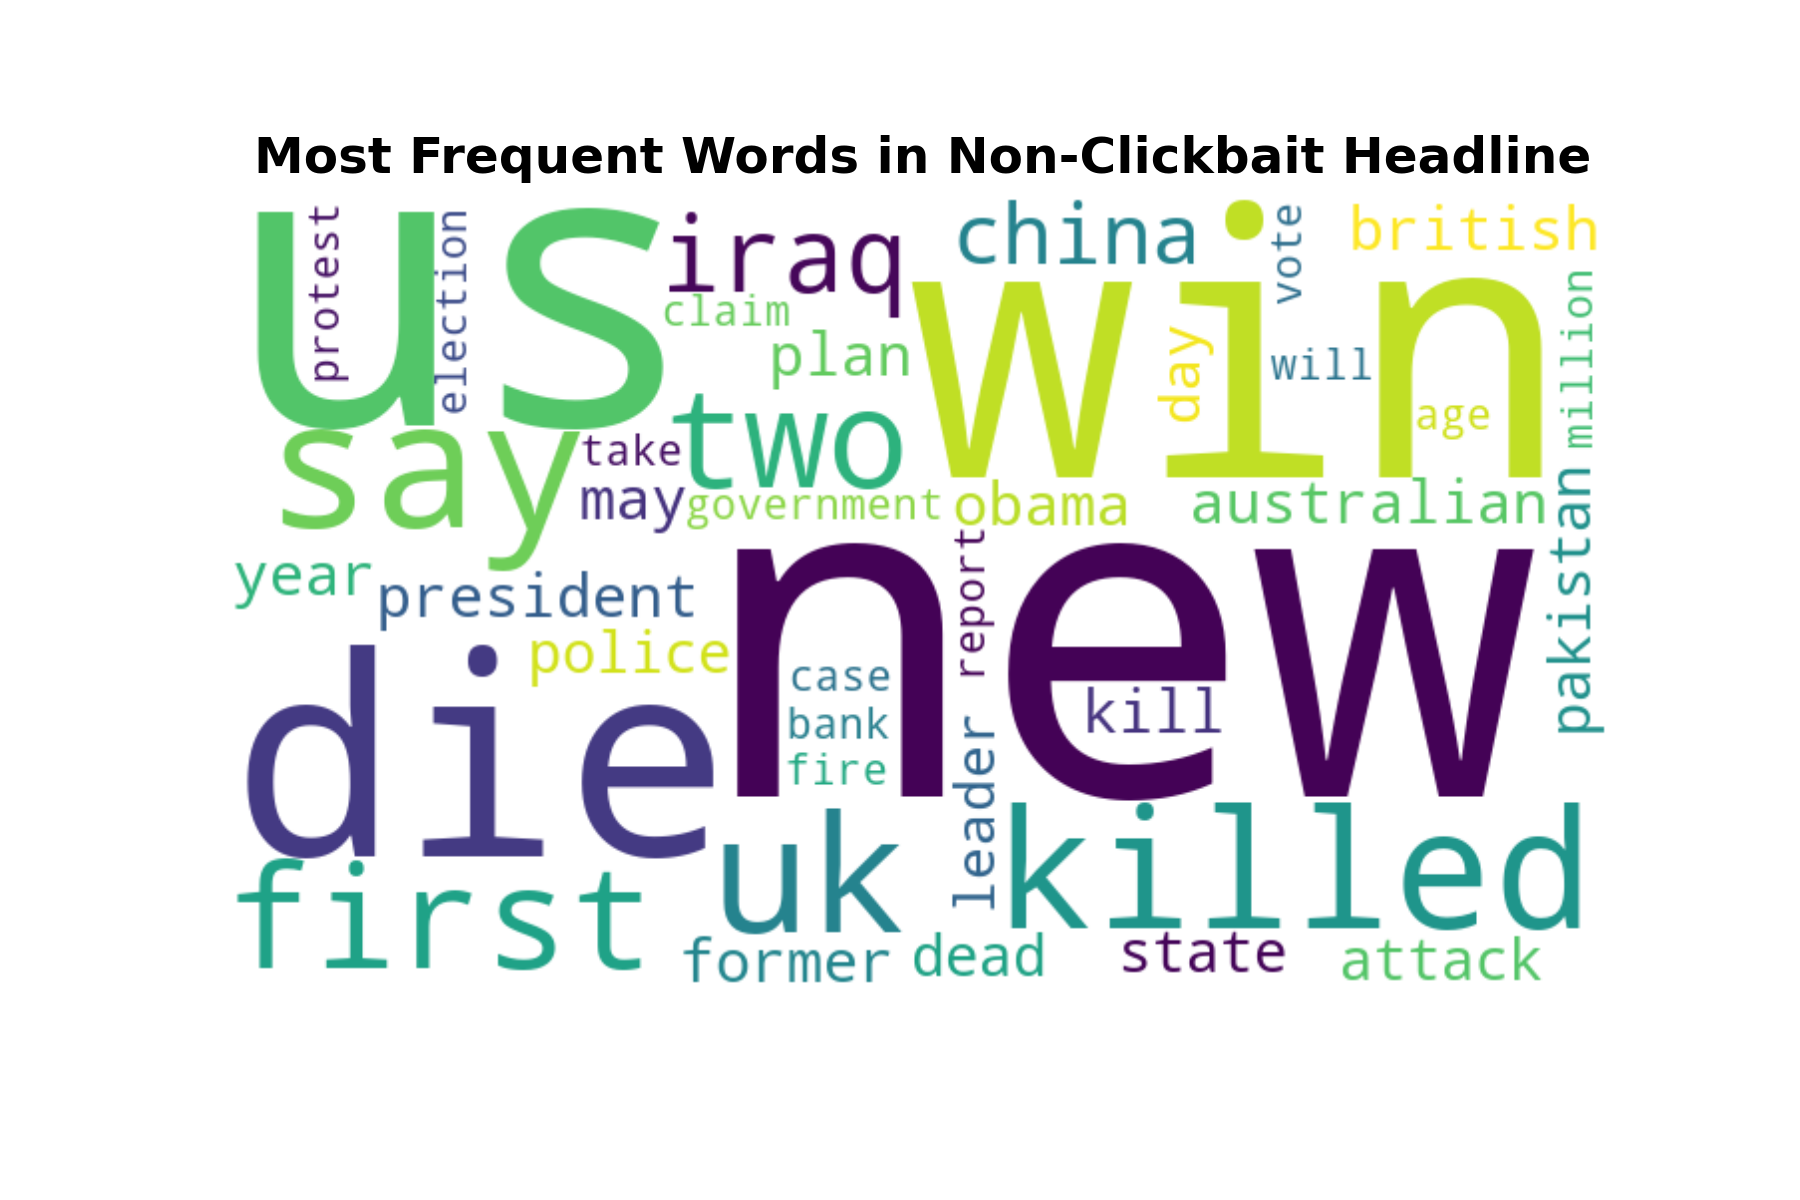 Most Frequent Words in Non-Clickbait Headline
us
protest
election
iraq
china
win
vote
british
claim
plan
day
will
million
age
say
take
two
may
government
obama
australian
pakistan
year
president
new
report
police
die
case
bank
fire
kill
leader
first
uk
killed
former
dead
state
attack